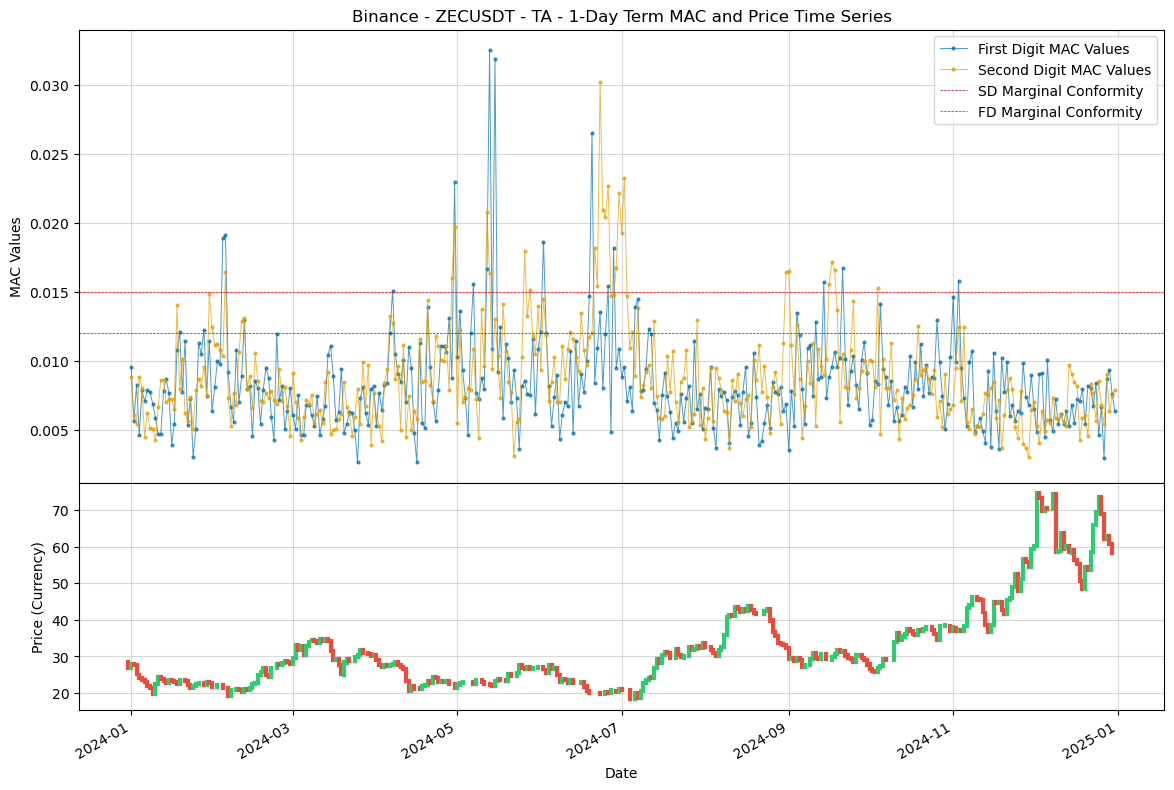 Binance - ZECUSDT - TA - 1-Day Term MAC and Price Time Series
First Digit MAC Values
Second Digit MAC Values
SD Marginal Conformity
FD Marginal Conformity
MAC Values
0.030
0.025
0.020
0.015
0.010
0.005
Price (Currency)
70
60
50
40
30
20
2024-01
2024-03
2024-05
2024-07
2024-09
2024-11
2025-01
Date